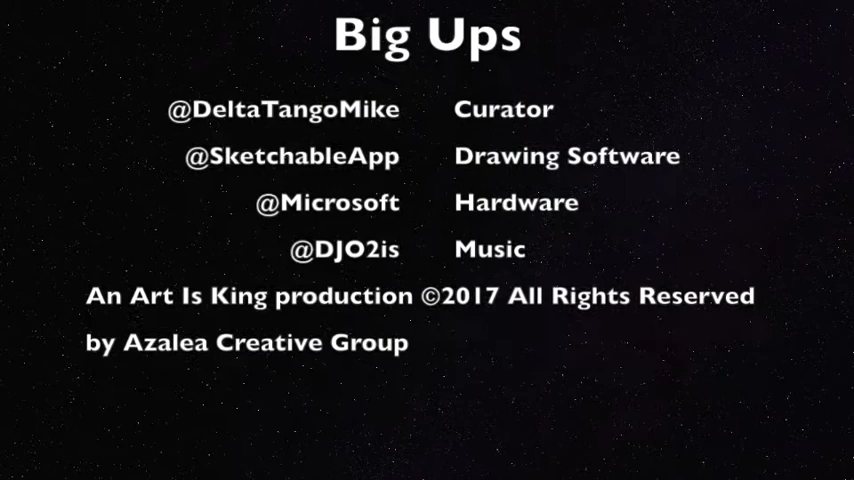 Big Ups
@DeltaTangoMike Curator
@SketchableApp Drawing Software
@Microsoft Hardware
@DJO2is Music
An Art Is King production ©2017 All Rights Reserved
by Azalea Creative Group